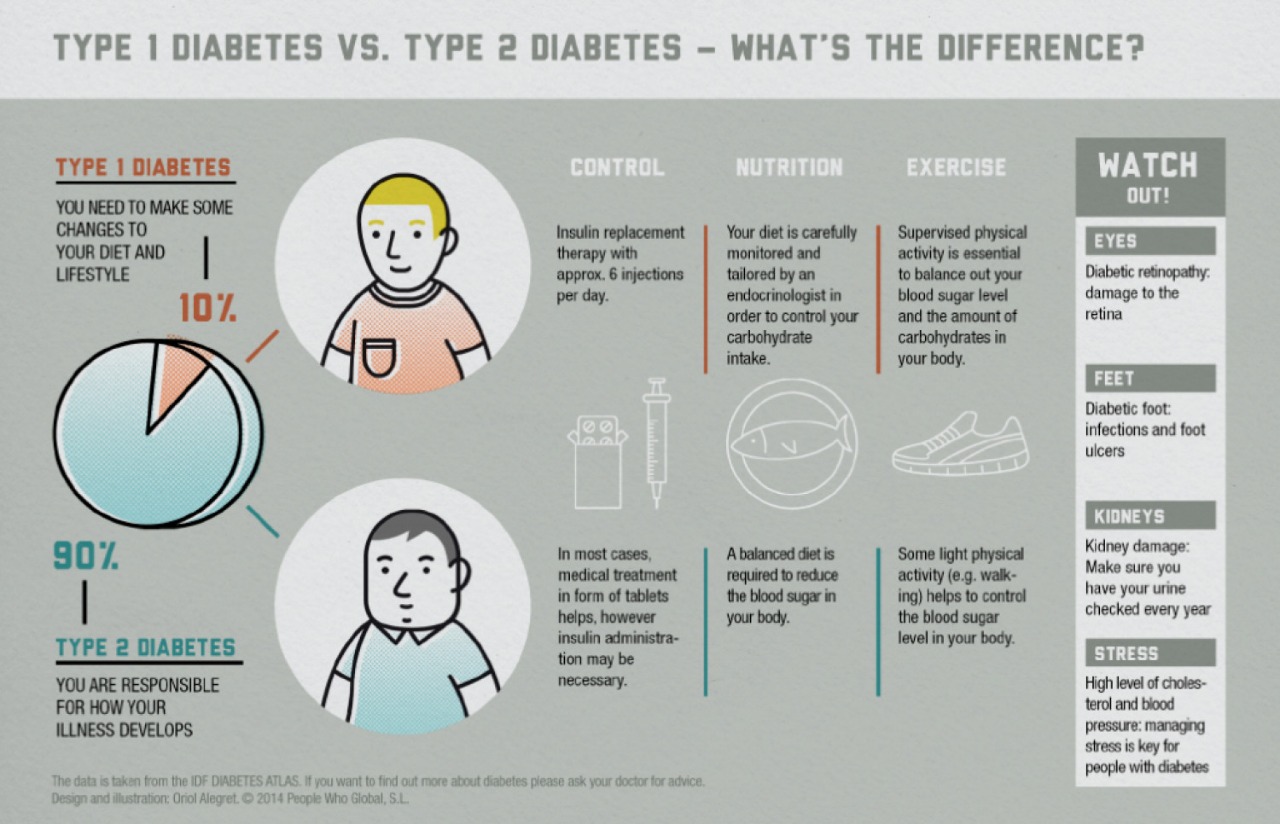 TYPE 1 DIABETES VS. TYPE 2 DIABETES – WHAT'S THE DIFFERENCE?
TYPE 1 DIABETES
YOU NEED TO MAKE SOME
CHANGES TO
YOUR DIET AND
LIFESTYLE
10%
90%
TYPE 2 DIABETES
YOU ARE RESPONSIBLE
FOR HOW YOUR
ILLNESS DEVELOPS
CONTROL
Insulin replacement
therapy with
approx. 6 injections
per day.
In most cases,
medical treatment
in form of tablets
helps, however
insulin administra-
tion may be
necessary.
NUTRITION
Your diet is carefully
monitored and
tailored by an
endocrinologist in
order to control your
carbohydrate
intake.
A balanced diet is
required to reduce
the blood sugar in
your body.
EXERCISE
Supervised physical
activity is essential
to balance out your
blood sugar level
and the amount of
carbohydrates in
your body.
Some light physical
activity (e.g. walk-
ing) helps to control
the blood sugar
level in your body.
WATCH
OUT!
EYES
Diabetic retinopathy:
damage to the
retina
FEET
Diabetic foot:
infections and foot
ulcers
KIDNEYS
Kidney damage:
Make sure you
have your urine
checked every year
STRESS
High level of choles-
terol and blood
pressure: managing
stress is key for
people with diabetes
The data is taken from the IDF DIABETES ATLAS. If you want to find out more about diabetes please ask your doctor for advice.
Design and illustration: Oriol Alegret. © 2014 People Who Global, S.L.